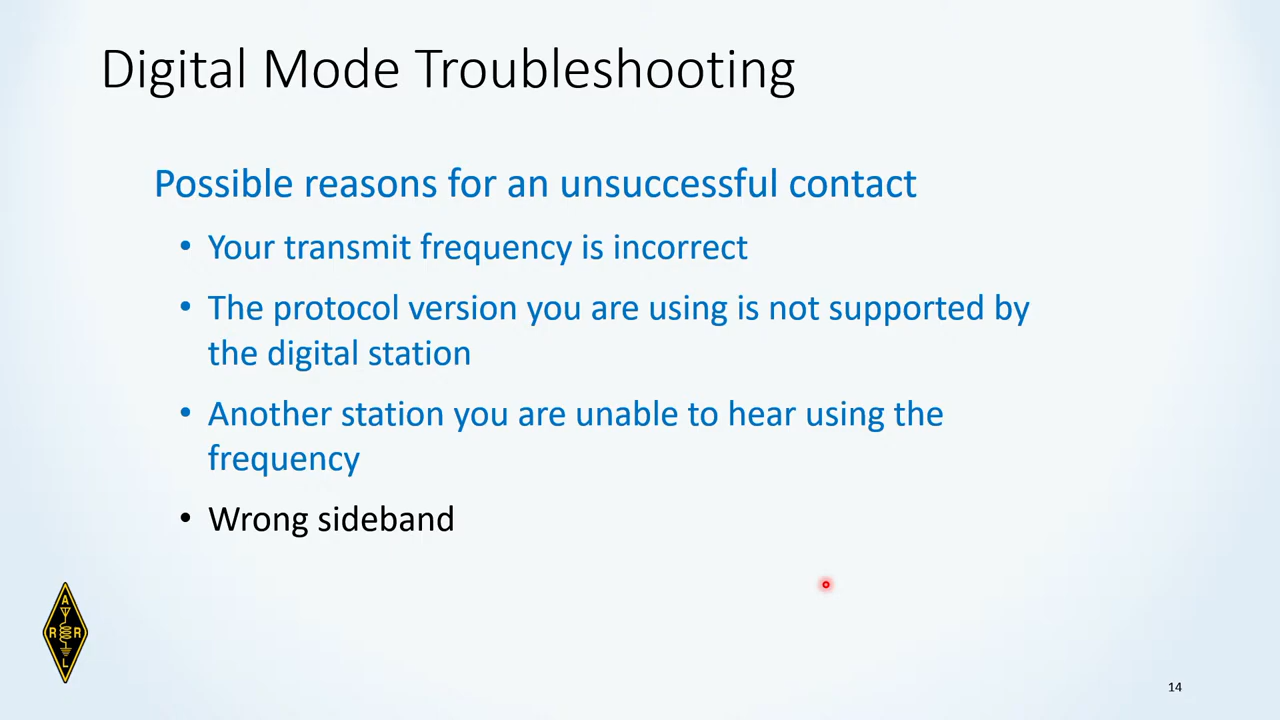 Digital Mode Troubleshooting
Possible reasons for an unsuccessful contact
• Your transmit frequency is incorrect
• The protocol version you are using is not supported by
the digital station
• Another station you are unable to hear using the
frequency
• Wrong sideband
A
R R
L
14